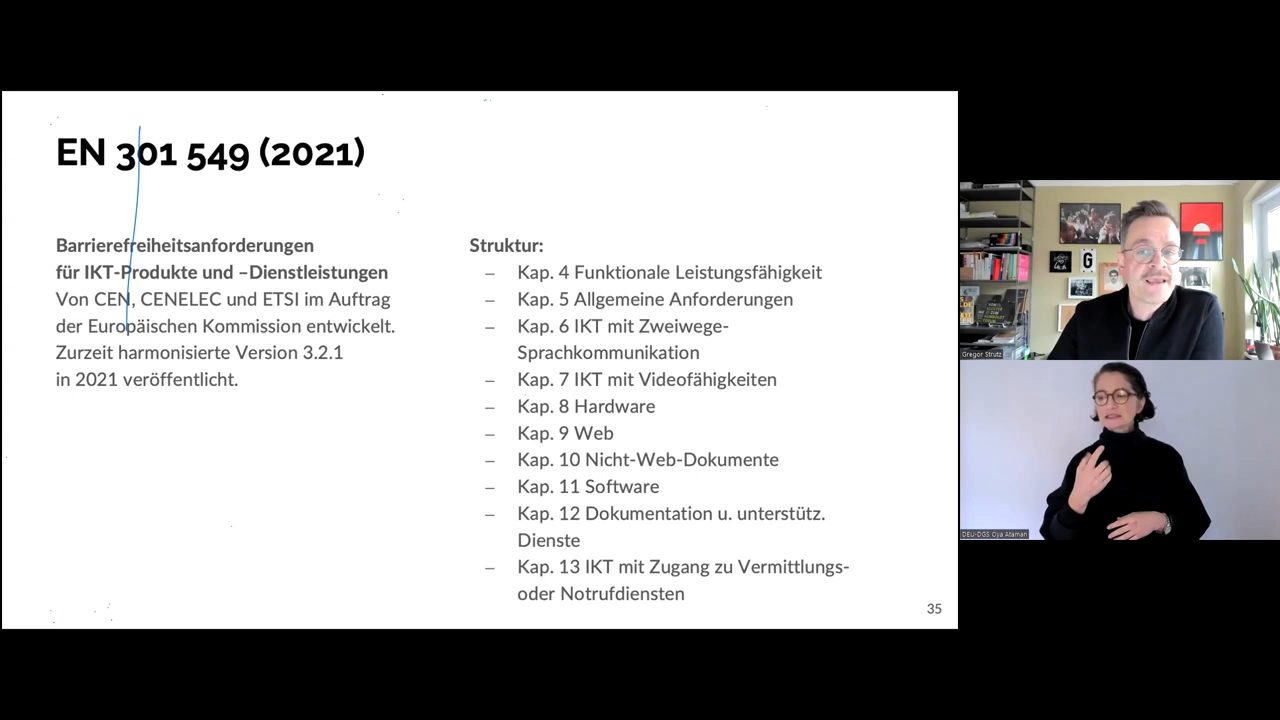 EN 301 549 (2021)
Barrierefreiheitsanforderungen
für IKT-Produkte und –Dienstleistungen
Von CEN, CENELEC und ETSI im Auftrag
der Europäischen Kommission entwickelt.
Zurzeit harmonisierte Version 3.2.1
in 2021 veröffentlicht.
Struktur:
– Kap. 4 Funktionale Leistungsfähigkeit
– Kap. 5 Allgemeine Anforderungen
– Kap. 6 IKT mit Zweiwege-
Sprachkommunikation
– Kap. 7 IKT mit Videofähigkeiten
– Kap. 8 Hardware
– Kap. 9 Web
– Kap. 10 Nicht-Web-Dokumente
– Kap. 11 Software
– Kap. 12 Dokumentation u. unterstütz.
Dienste
– Kap. 13 IKT mit Zugang zu Vermittlungs-
oder Notrufdiensten
35
G
Gregor Strutz
DEU-DGS Oya Ataman